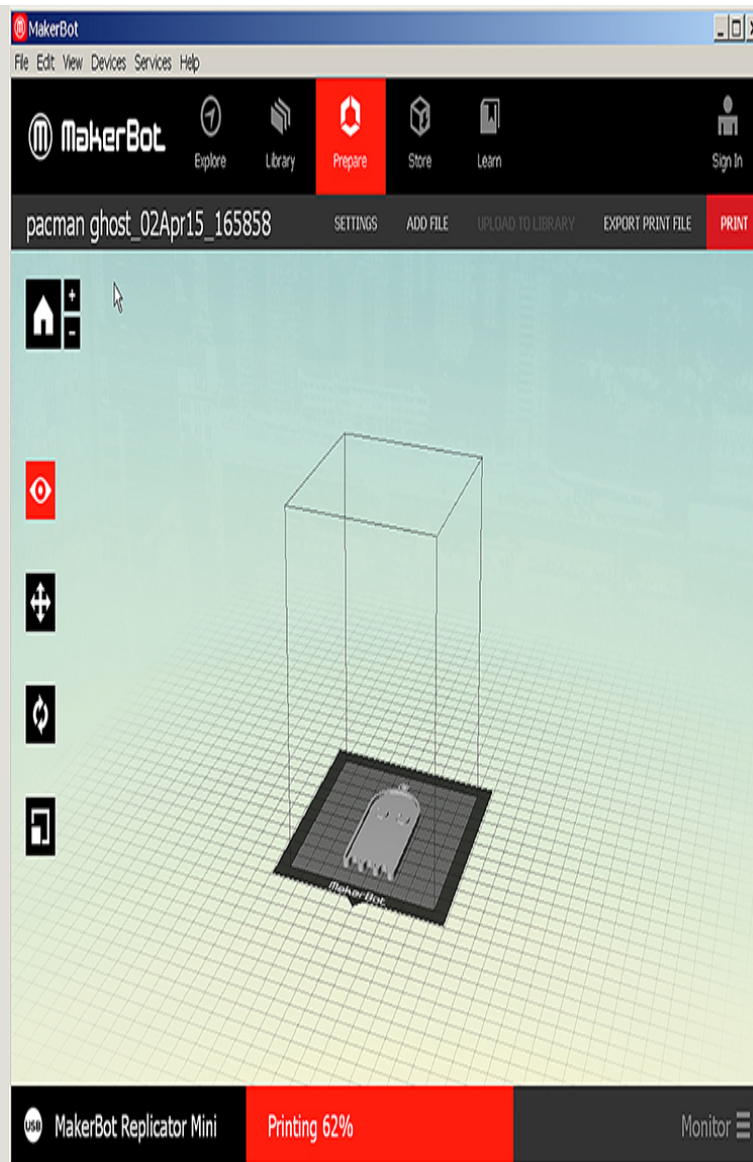 MakerBot
File Edit View Devices Services Help
MakerBot
Explore
Library
Prepare
Store
Learn
Sign In
pacman ghost_02Apr15_165858
SETTINGS
ADD FILE
UPLOAD TO LIBRARY
EXPORT PRINT FILE
PRINT
+
-
MakerBot
USB
MakerBot Replicator Mini
Printing 62%
Monitor